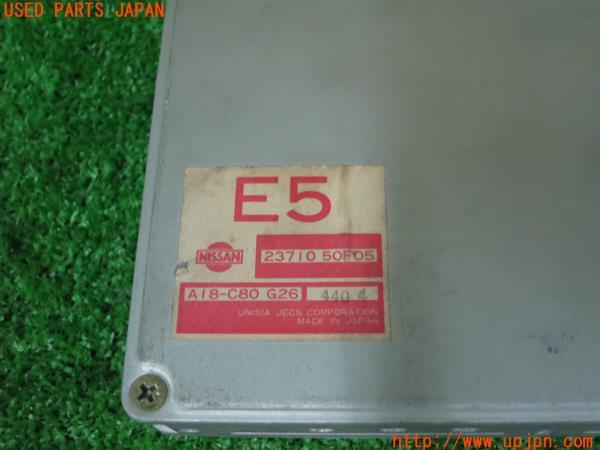 USED PARTS JAPAN
E5
NISSAN
23710 50F05
A18-C80 G26
440 4
UNISIA JECS CORPORATION
MADE IN JAPAN
http://www.upjpn.com/